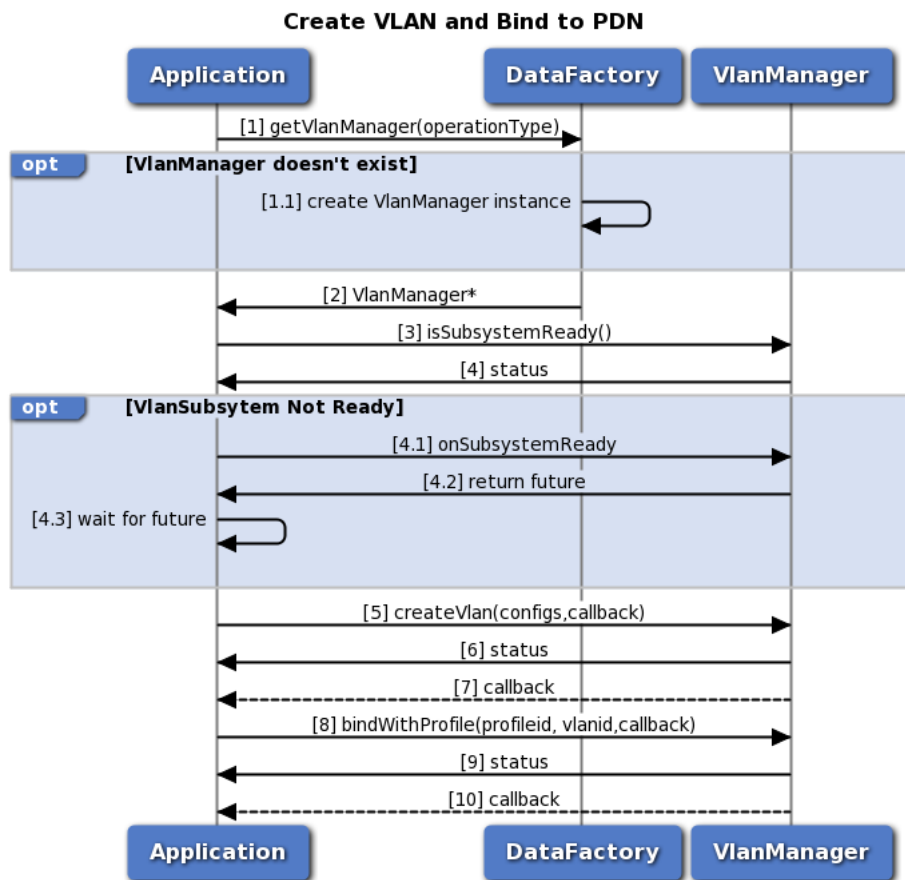 Create VLAN and Bind to PDN
Application DataFactory VlanManager
[1] getVlanManager(operationType)
opt [VlanManager doesn't exist]
[1.1] create VlanManager instance
[2] VlanManager*
[3] isSubsystemReady()
[4] status
opt [VlanSubsytem Not Ready]
[4.1] onSubsystemReady
[4.2] return future
[4.3] wait for future
[5] createVlan(configs,callback)
[6] status
[7] callback
[8] bindWithProfile(profileid, vlanid,callback)
[9] status
[10] callback
Application DataFactory VlanManager